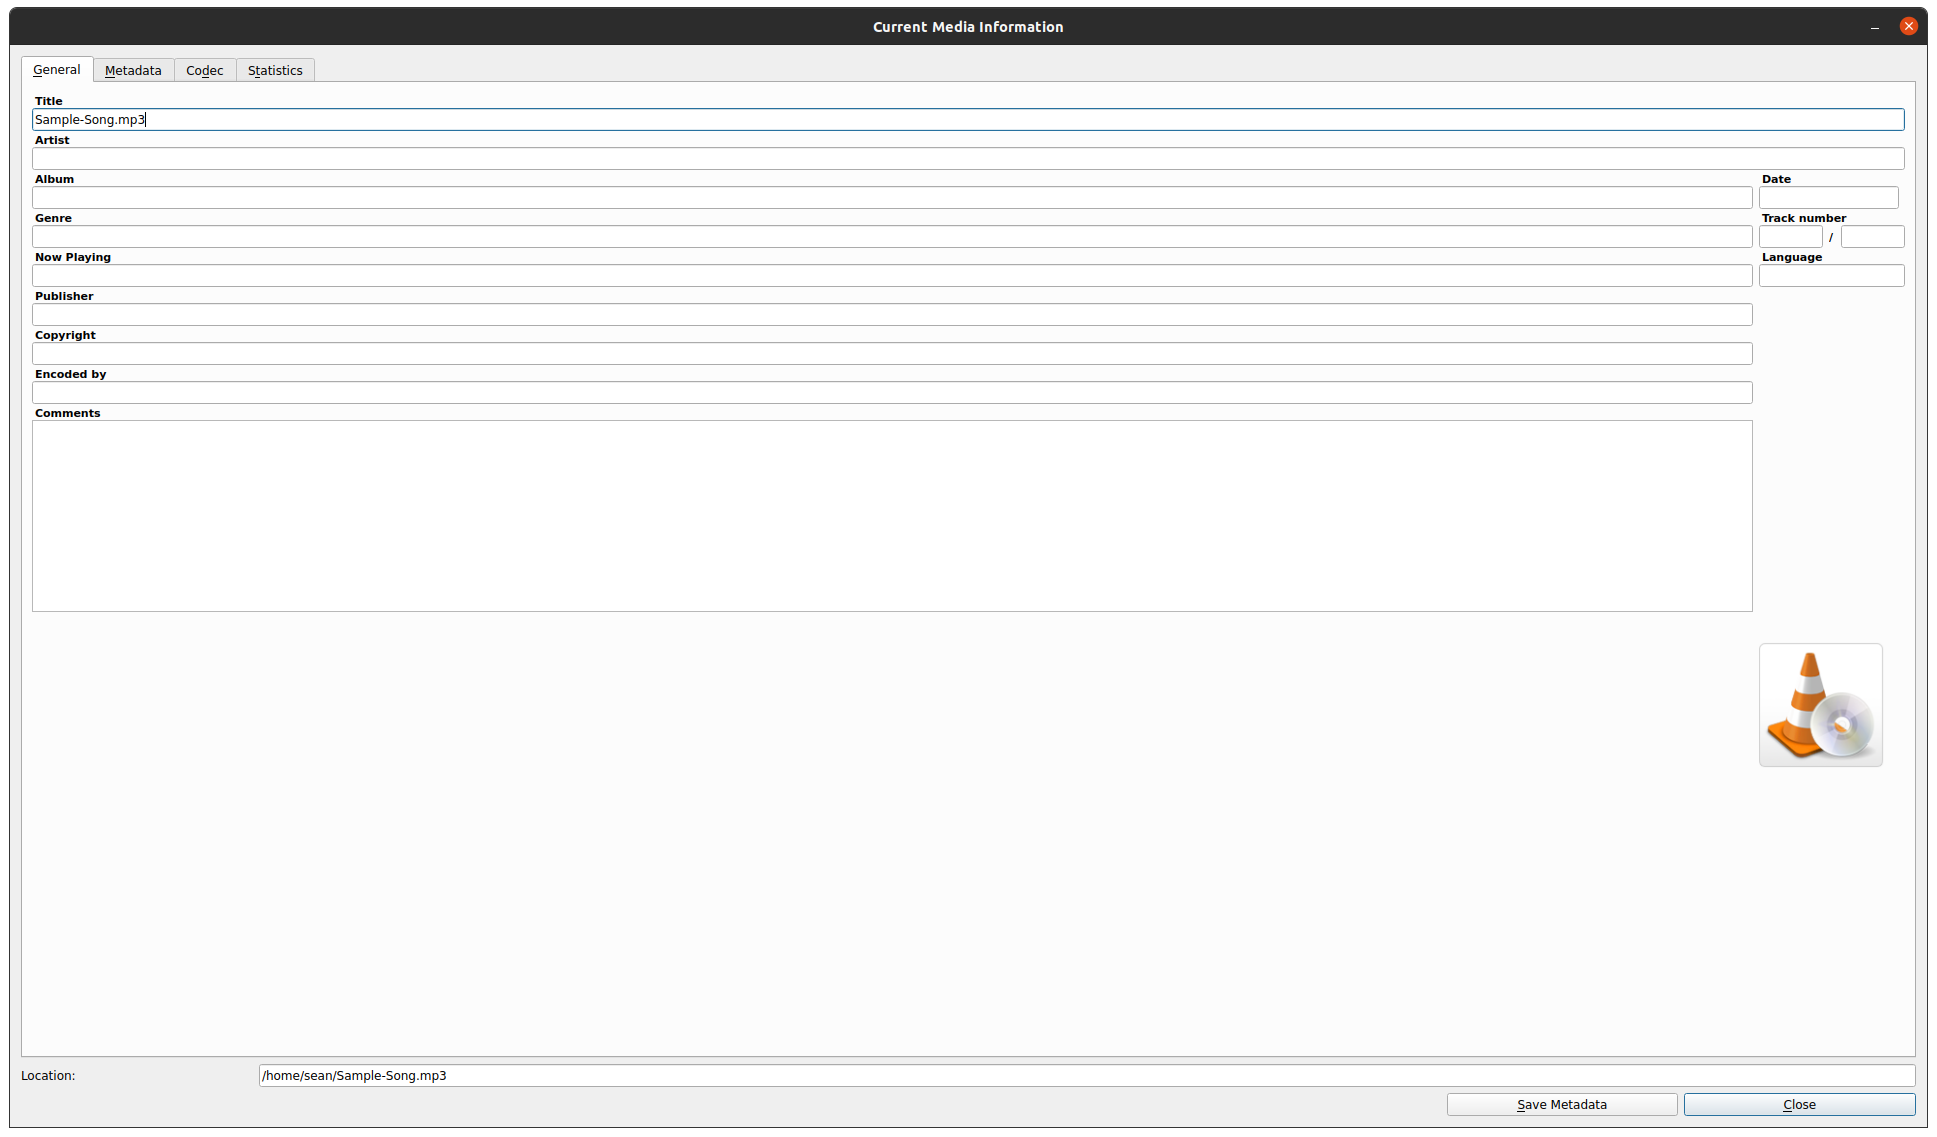 Current Media Information
General Metadata Codec Statistics
Title
Sample-Song.mp3
Artist
Album Date
Genre Track number
/
Now Playing Language
Publisher
Copyright
Encoded by
Comments
Location: /home/sean/Sample-Song.mp3
Save Metadata Close